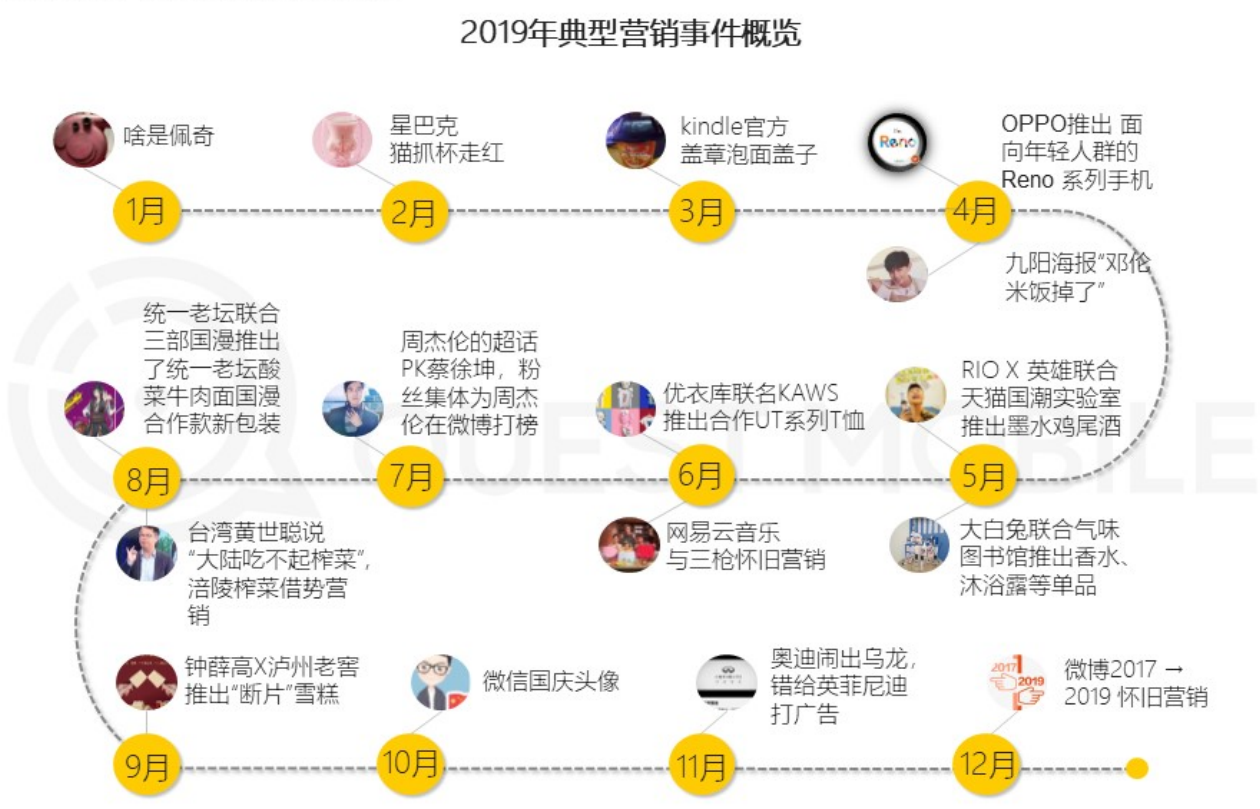 2019年典型营销事件概览
啥是佩奇
1月
星巴克
猫抓杯走红
2月
kindle官方
盖章泡面盖子
3月
Reno
OPPO推出 面
向年轻人群的
Reno 系列手机
4月
九阳海报“邓伦
米饭掉了”
RIO X 英雄联合
天猫国潮实验室
推出墨水鸡尾酒
5月
大白兔联合气味
图书馆推出香水、
沐浴露等单品
优衣库联名KAWS
推出合作UT系列T恤
6月
网易云音乐
与三枪怀旧营销
周杰伦的超话
PK蔡徐坤，粉
丝集体为周杰
伦在微博打榜
7月
统一老坛联合
三部国漫推出
了统一老坛酸
菜牛肉面国漫
合作款新包装
8月
台湾黄世聪说
“大陆吃不起榨菜”，
涪陵榨菜借势营
销
钟薛高X泸州老窖
推出“断片”雪糕
9月
微信国庆头像
10月
奥迪闹出乌龙，
错给英菲尼迪
打广告
11月
2017
2019
微博2017 →
2019 怀旧营销
12月
QUEST MOBILE